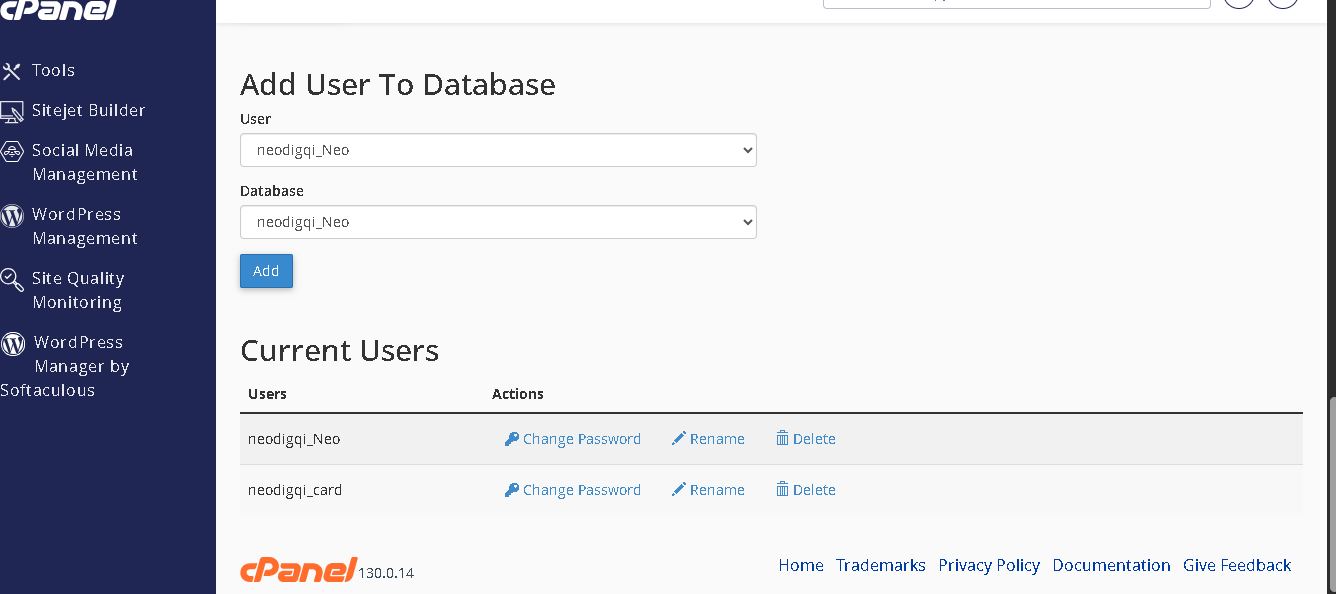 cPanel
Tools
Sitejet Builder
Social Media
Management
WordPress
Management
Site Quality
Monitoring
WordPress
Manager by
Softaculous
Add User To Database
User
neodigqi_Neo
Database
neodigqi_Neo
Add
Current Users
Users Actions
neodigqi_Neo Change Password Rename Delete
neodigqi_card Change Password Rename Delete
cPanel 130.0.14 Home Trademarks Privacy Policy Documentation Give Feedback